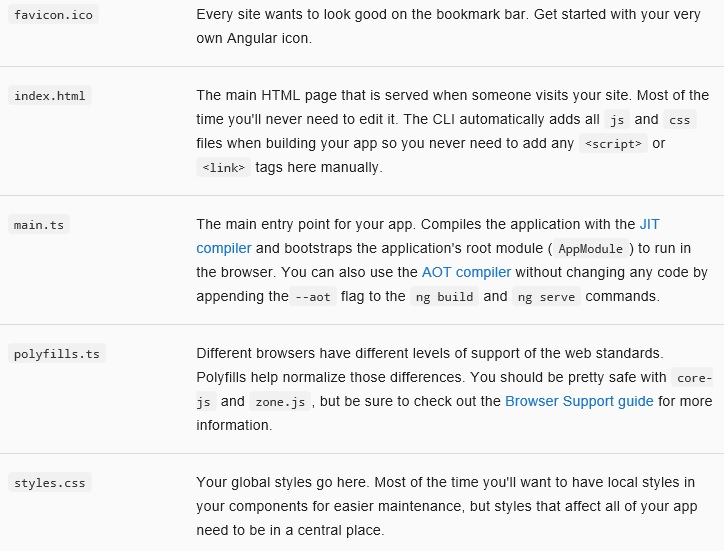 favicon.ico Every site wants to look good on the bookmark bar. Get started with your very
own Angular icon.
index.html The main HTML page that is served when someone visits your site. Most of the
time you'll never need to edit it. The CLI automatically adds all js and css
files when building your app so you never need to add any <script> or
<link> tags here manually.
main.ts The main entry point for your app. Compiles the application with the JIT
compiler and bootstraps the application's root module ( AppModule ) to run in
the browser. You can also use the AOT compiler without changing any code by
appending the --aot flag to the ng build and ng serve commands.
polyfills.ts Different browsers have different levels of support of the web standards.
Polyfills help normalize those differences. You should be pretty safe with core-
js and zone.js , but be sure to check out the Browser Support guide for more
information.
styles.css Your global styles go here. Most of the time you'll want to have local styles in
your components for easier maintenance, but styles that affect all of your app
need to be in a central place.